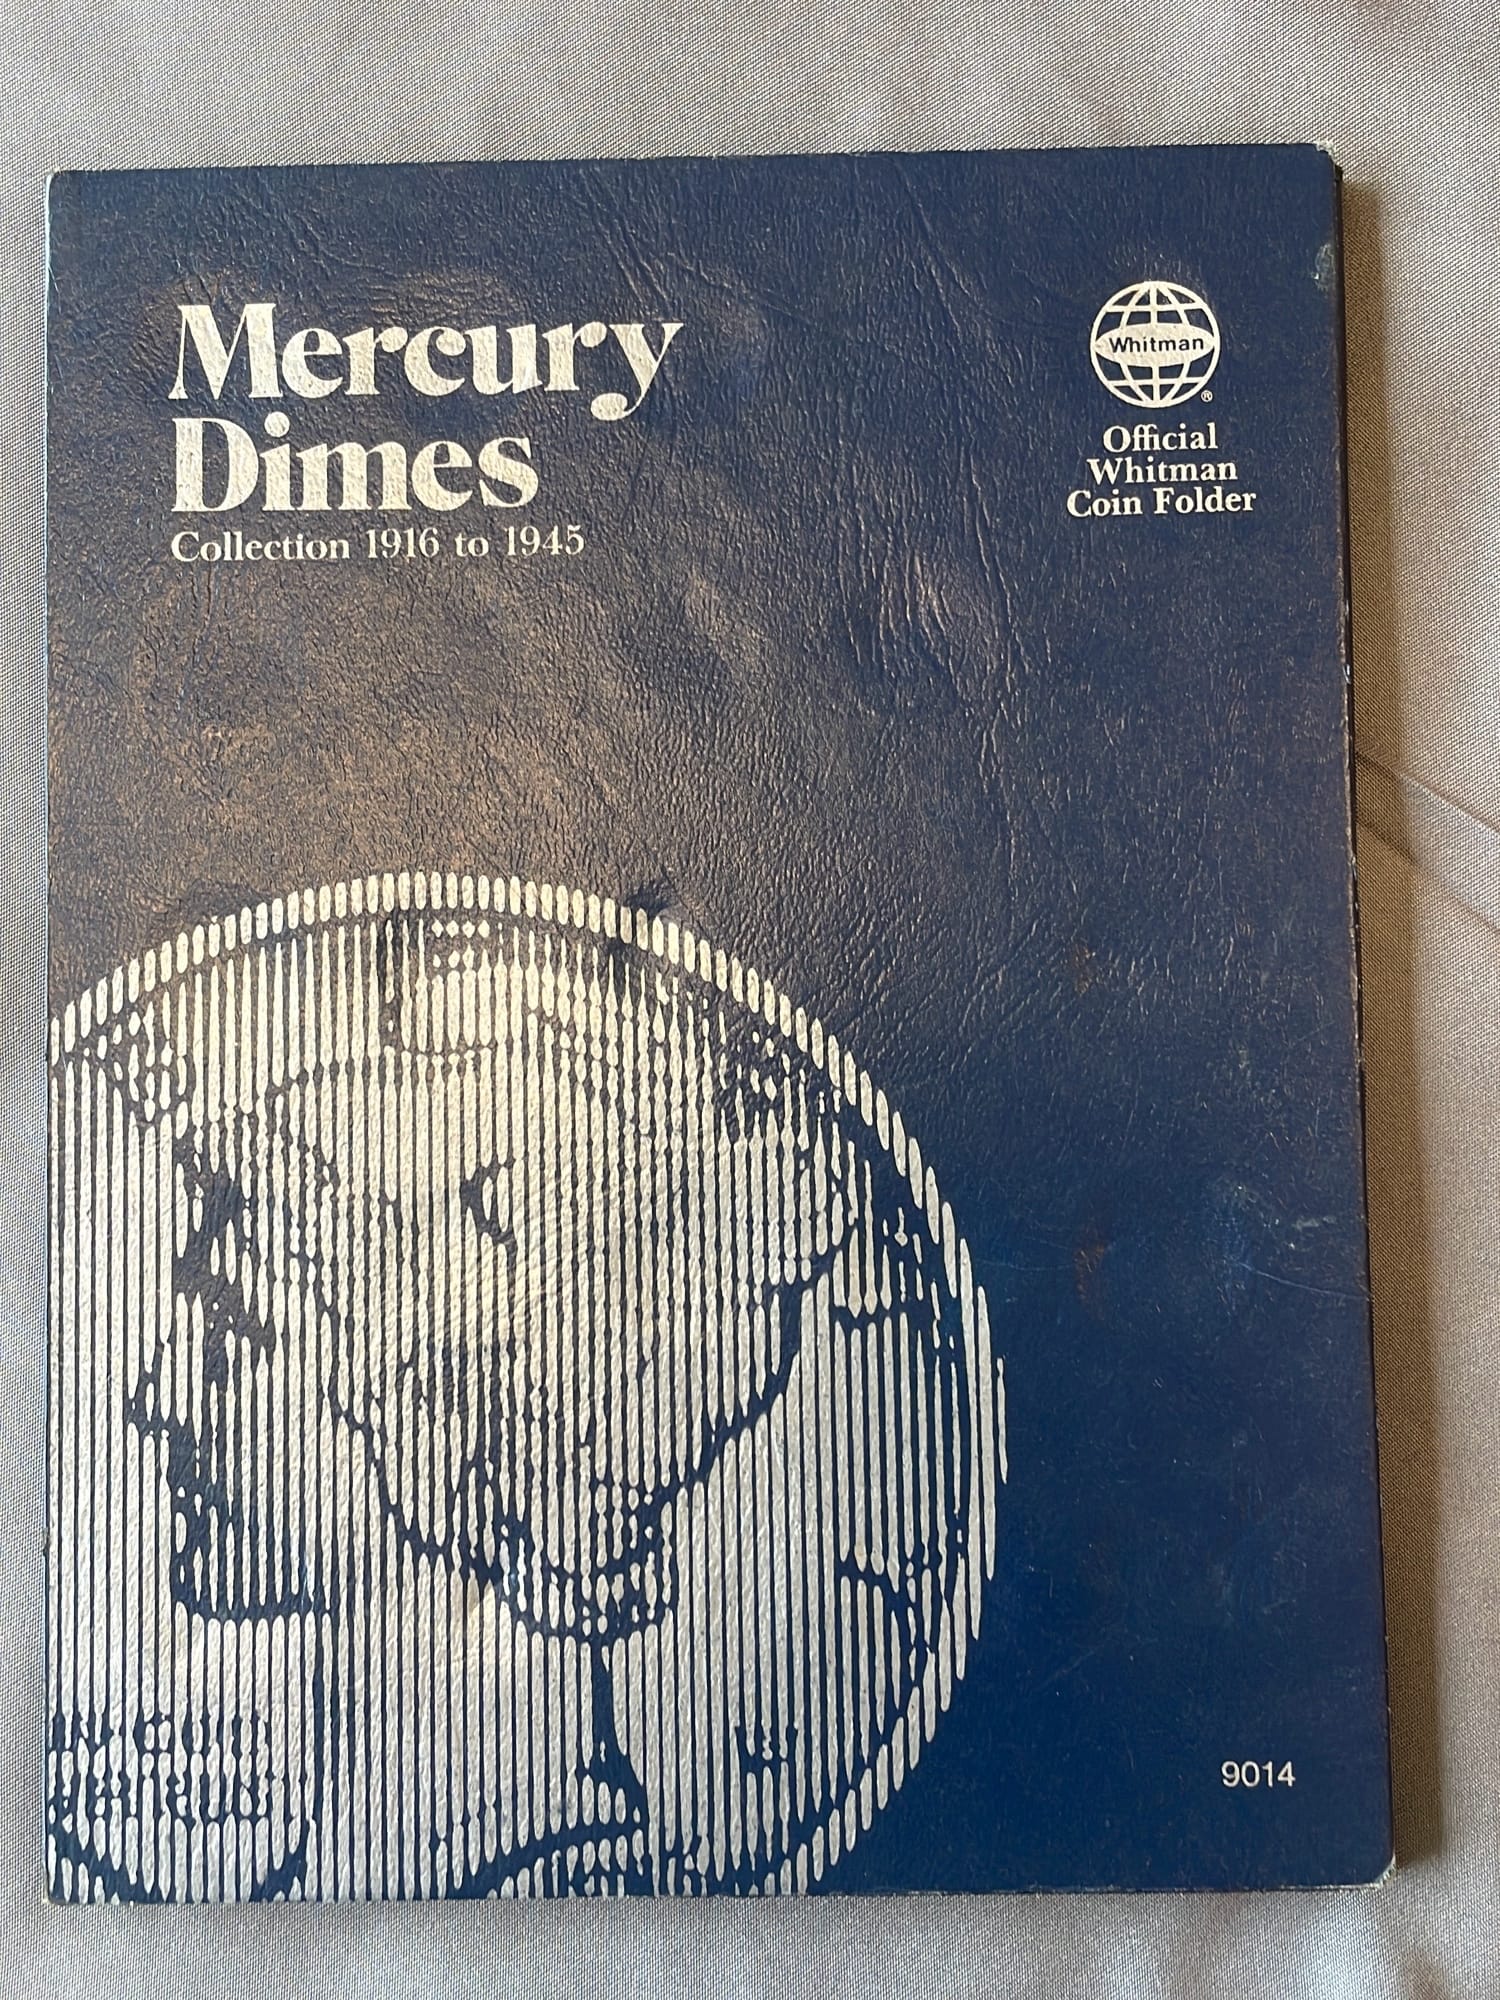 Mercury
Dimes
Collection 1916 to 1945
Whitman
®
Official
Whitman
Coin Folder
9014